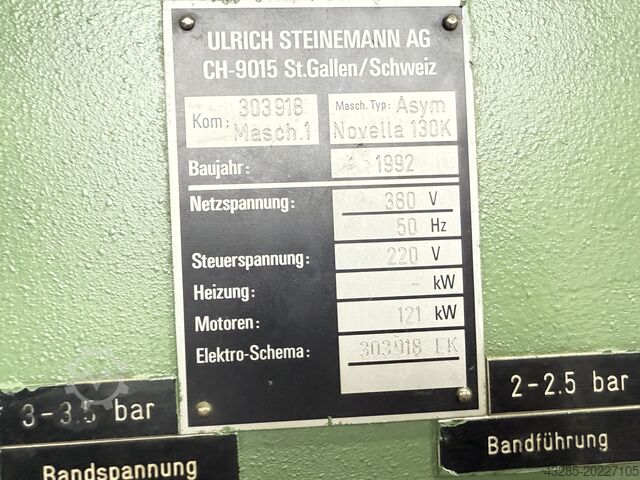 ULRICH STEINEMANN AG
CH-9015 St.Gallen/Schweiz
Kom: 303918 Masch.1
Masch. Typ: Asym Novella 130K
Baujahr: 1992
Netzspannung: 380 V
50 Hz
Steuerspannung: 220 V
Heizung: - kW
Motoren: 121 kW
Elektro-Schema: 303918 EK
3-3.5 bar
Bandspannung
2-2.5 bar
Bandführung
43285-20227105